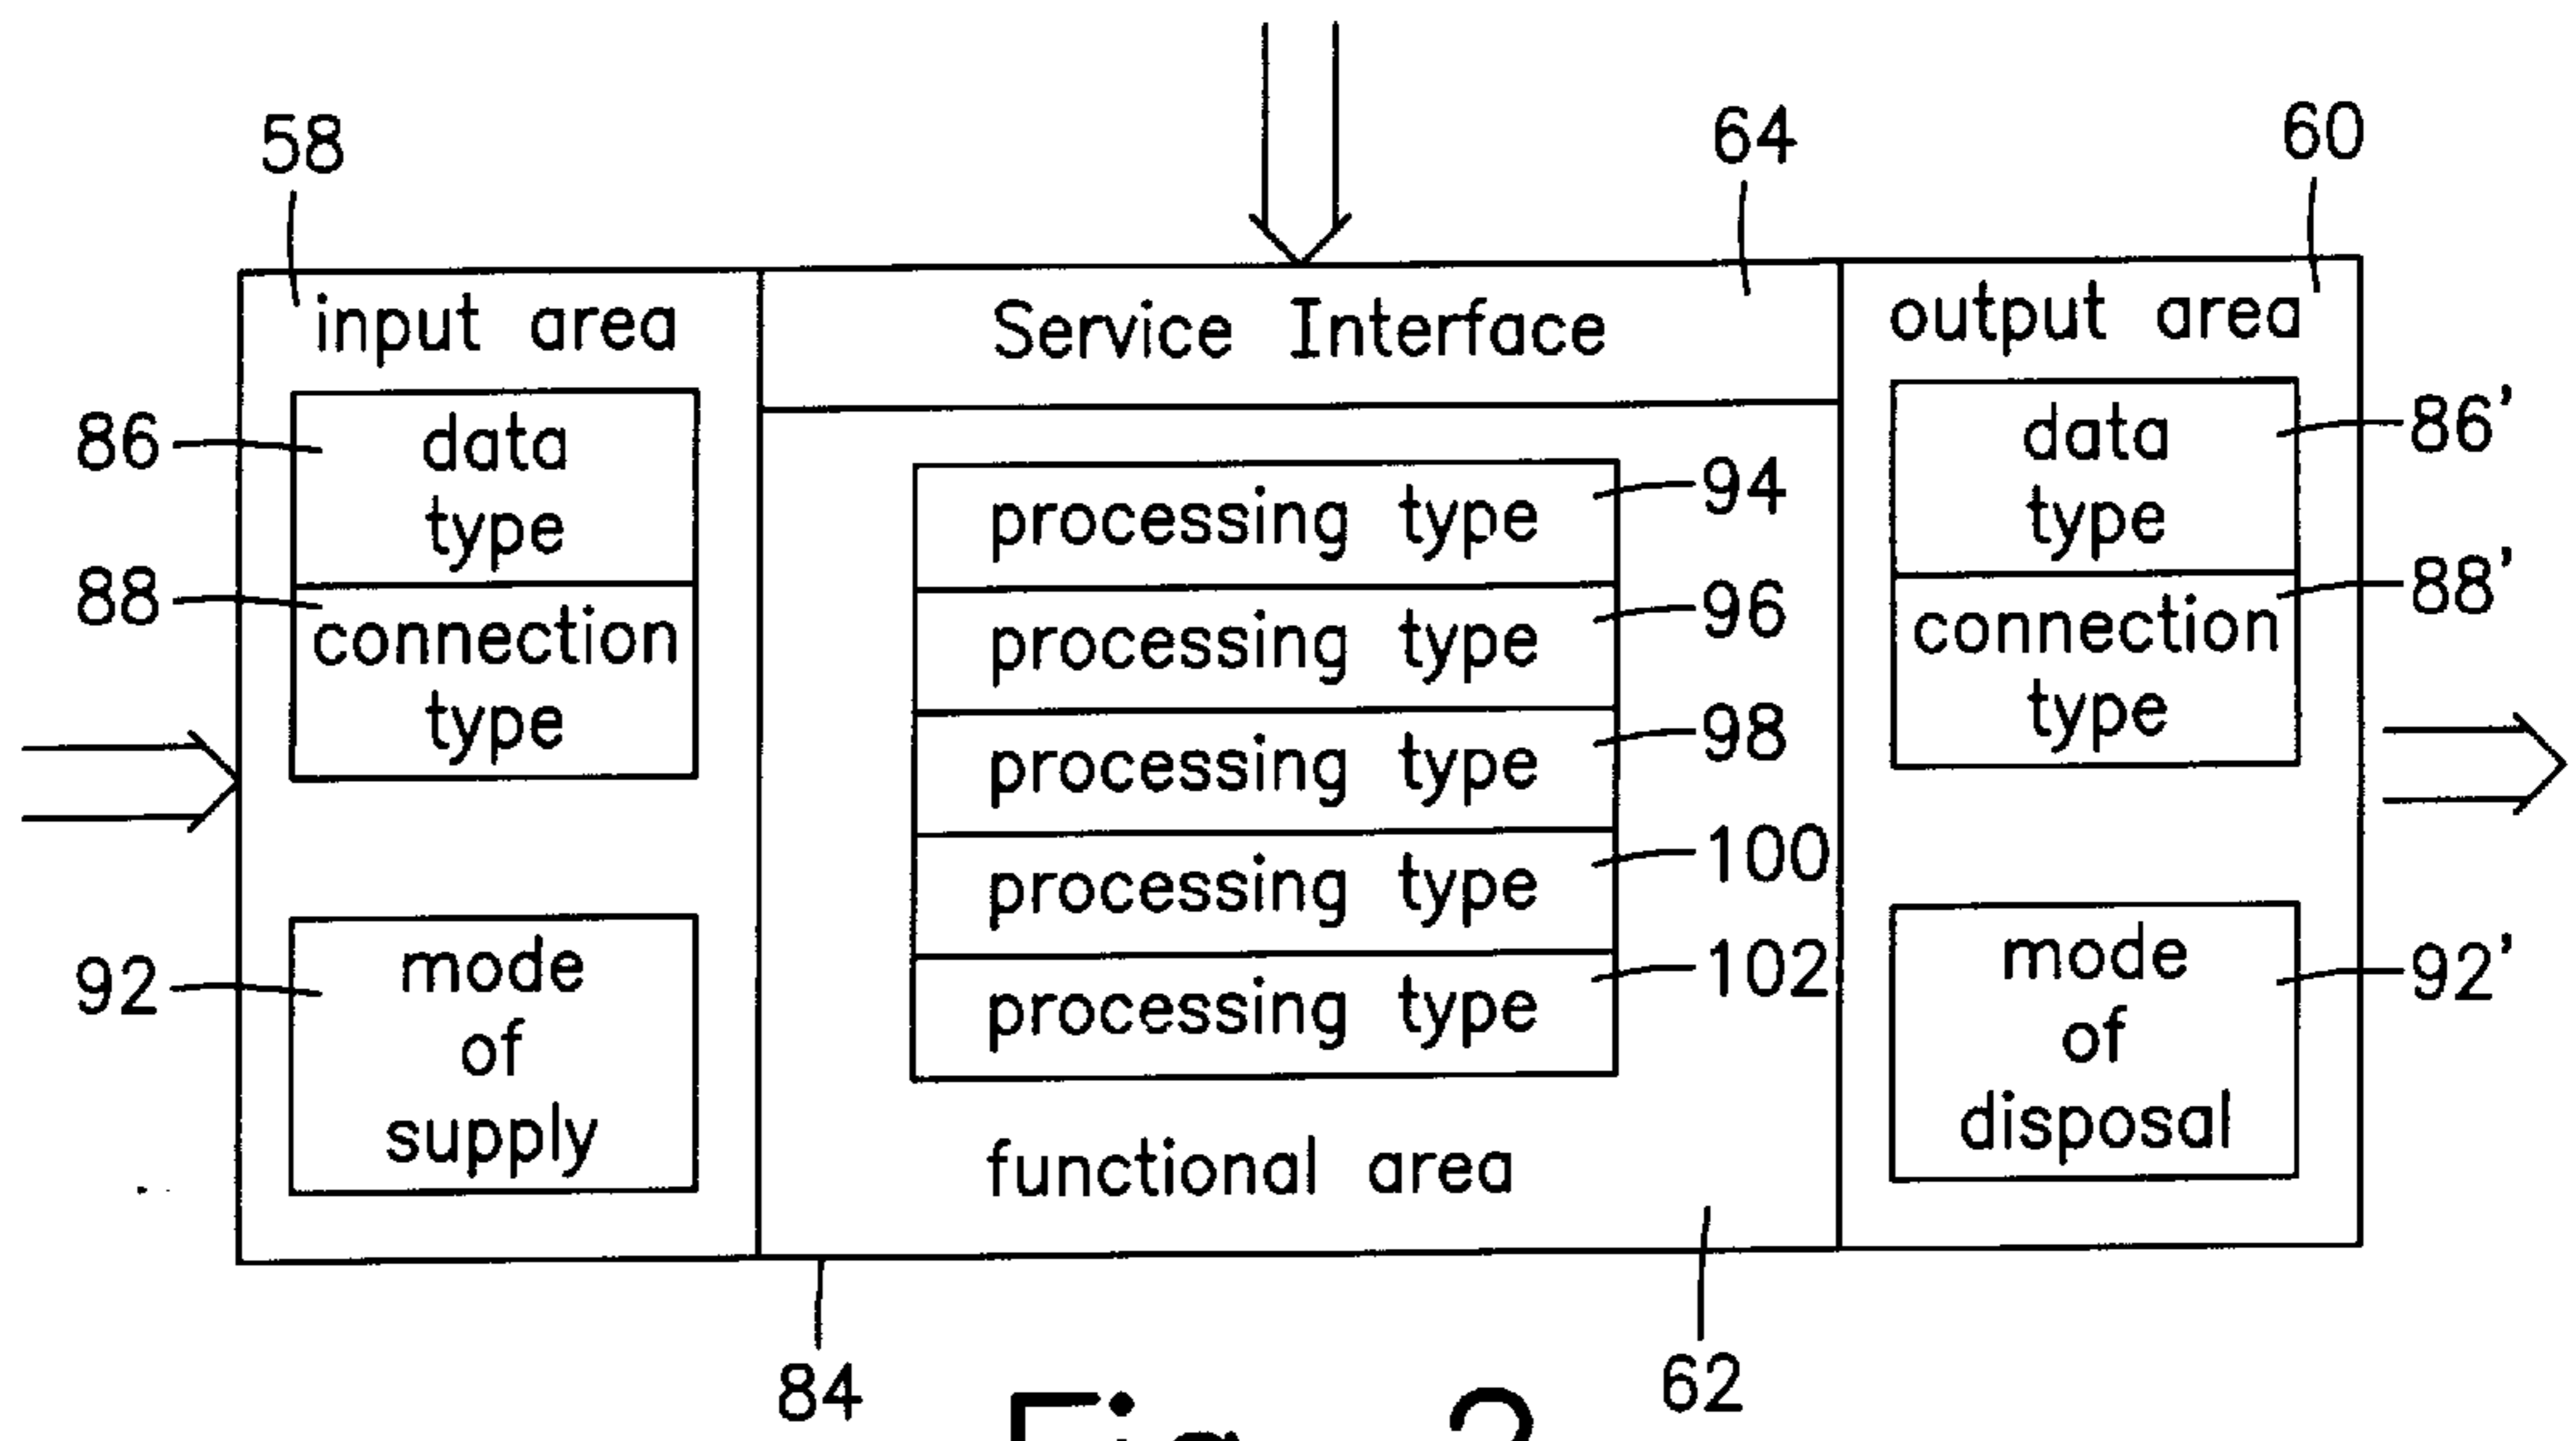 58
64
60
input area
Service Interface
output area
86
data
type
88
connection
type
92
mode
of
supply
processing type
94
processing type
96
processing type
98
processing type
100
processing type
102
functional area
data
type
86'
connection
type
88'
mode
of
disposal
92'
84
62